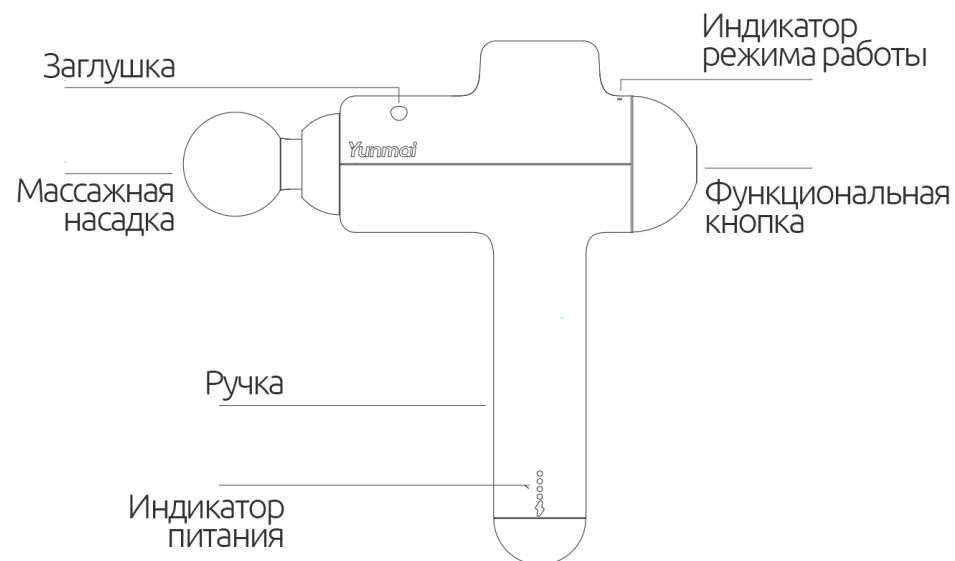 Индикатор
режима работы
Заглушка
Yunmai
Массажная
насадка
Функциональная
кнопка
Ручка
Индикатор
питания